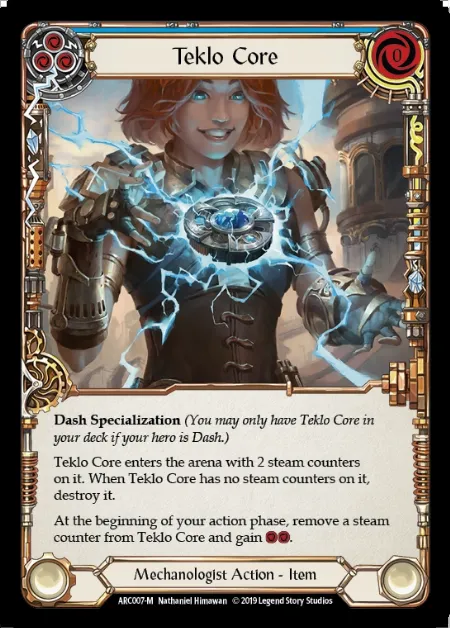 Teklo Core
0
Dash Specialization (You may only have Teklo Core in
your deck if your hero is Dash.)
Teklo Core enters the arena with 2 steam counters
on it. When Teklo Core has no steam counters on it,
destroy it.
At the beginning of your action phase, remove a steam
counter from Teklo Core and gain .
Mechanologist Action - Item
ARC007-M Nathaniel Himawan © 2019 Legend Story Studios